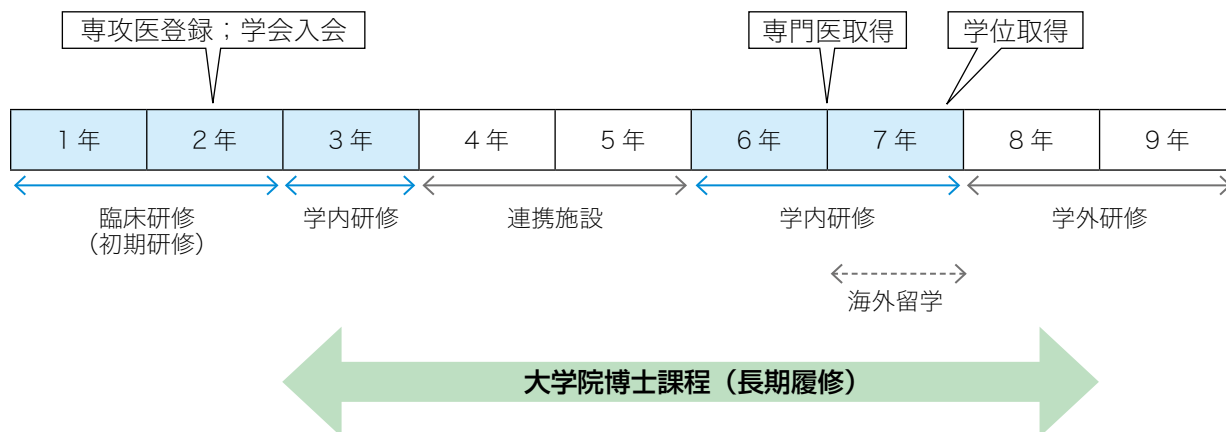 専攻医登録;学会入会
専門医取得
学位取得
1年
2年
3年
4年
5年
6年
7年
8年
9年
臨床研修
(初期研修)
学内研修
連携施設
学内研修
学外研修
海外留学
大学院博士課程(長期履修)